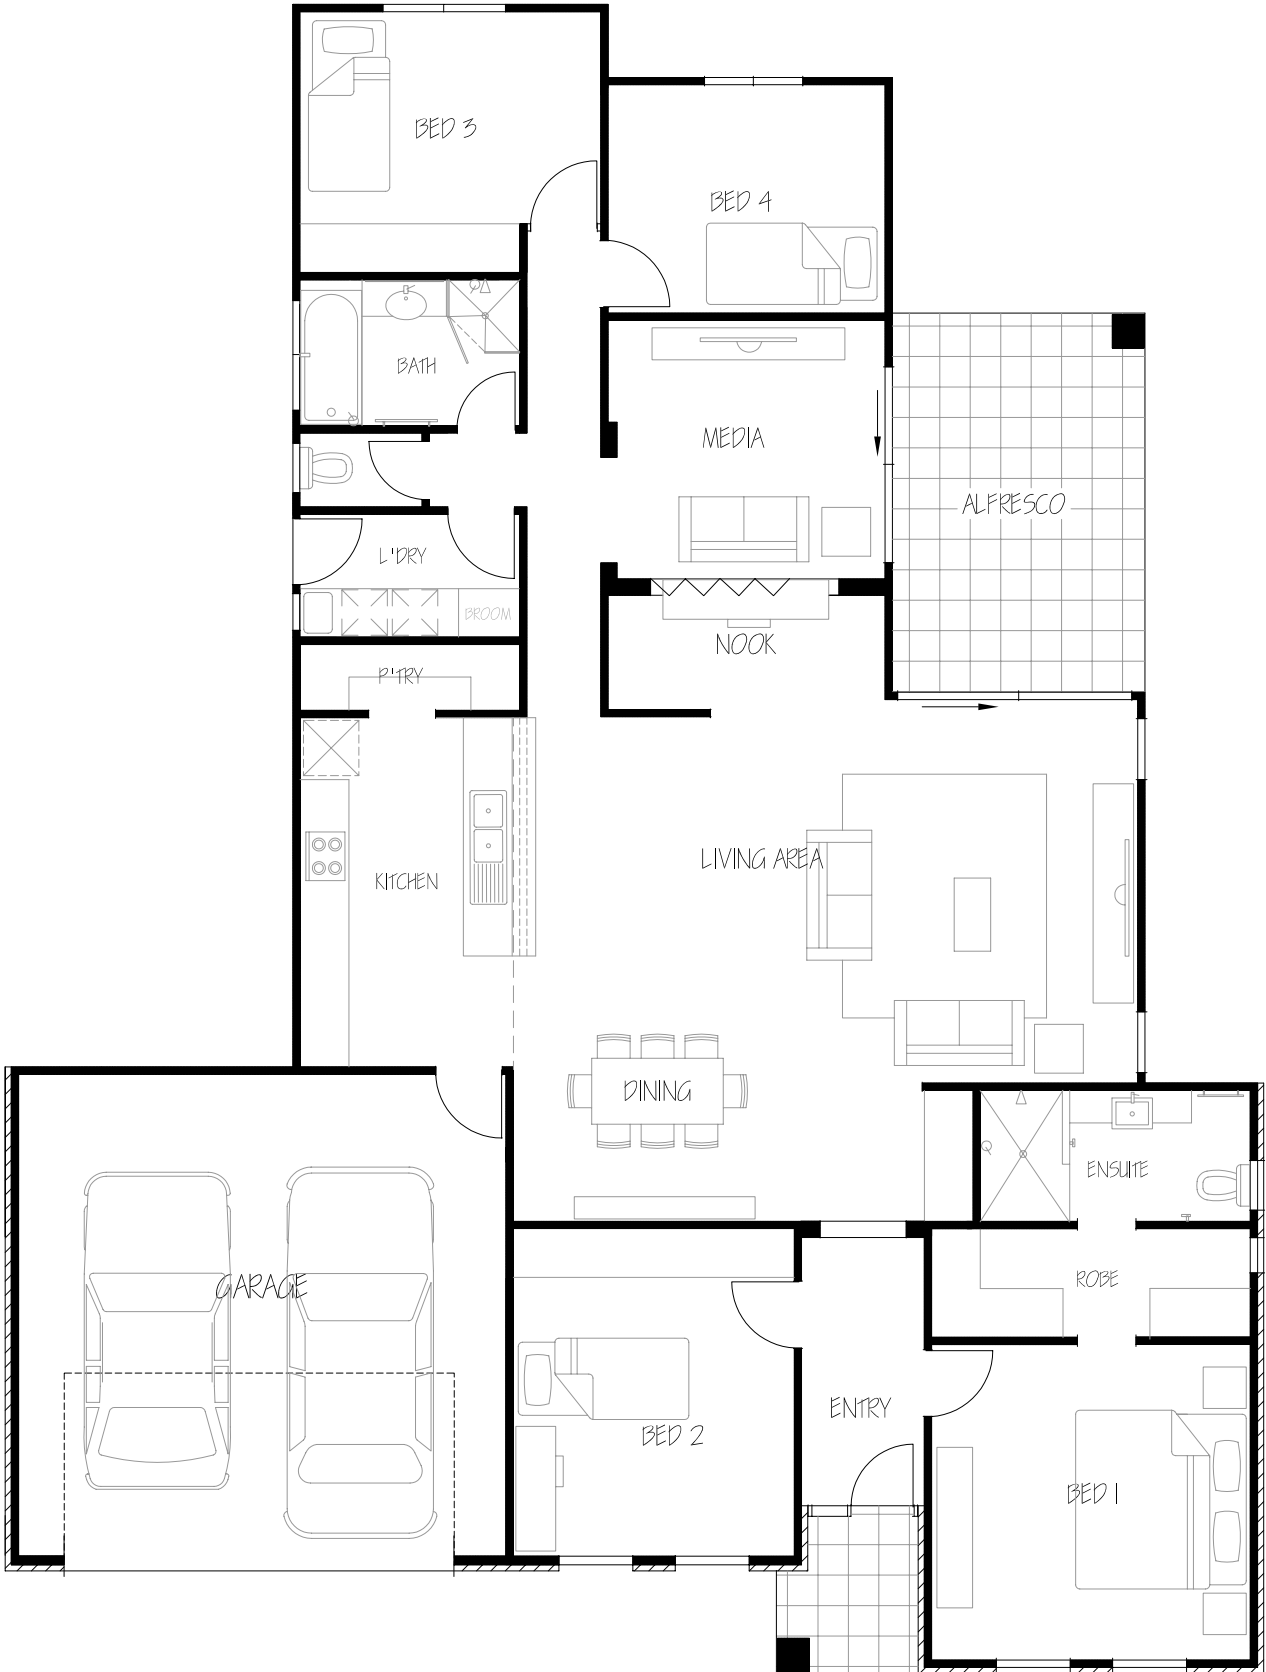 BED 3
BED 4
BATH
MEDIA
ALFRESCO
L'DRY
BROOM
NOOK
P'TRY
LIVING AREA
KITCHEN
DINING
ENSUITE
ROBE
GARAGE
ENTRY
BED 2
BED 1